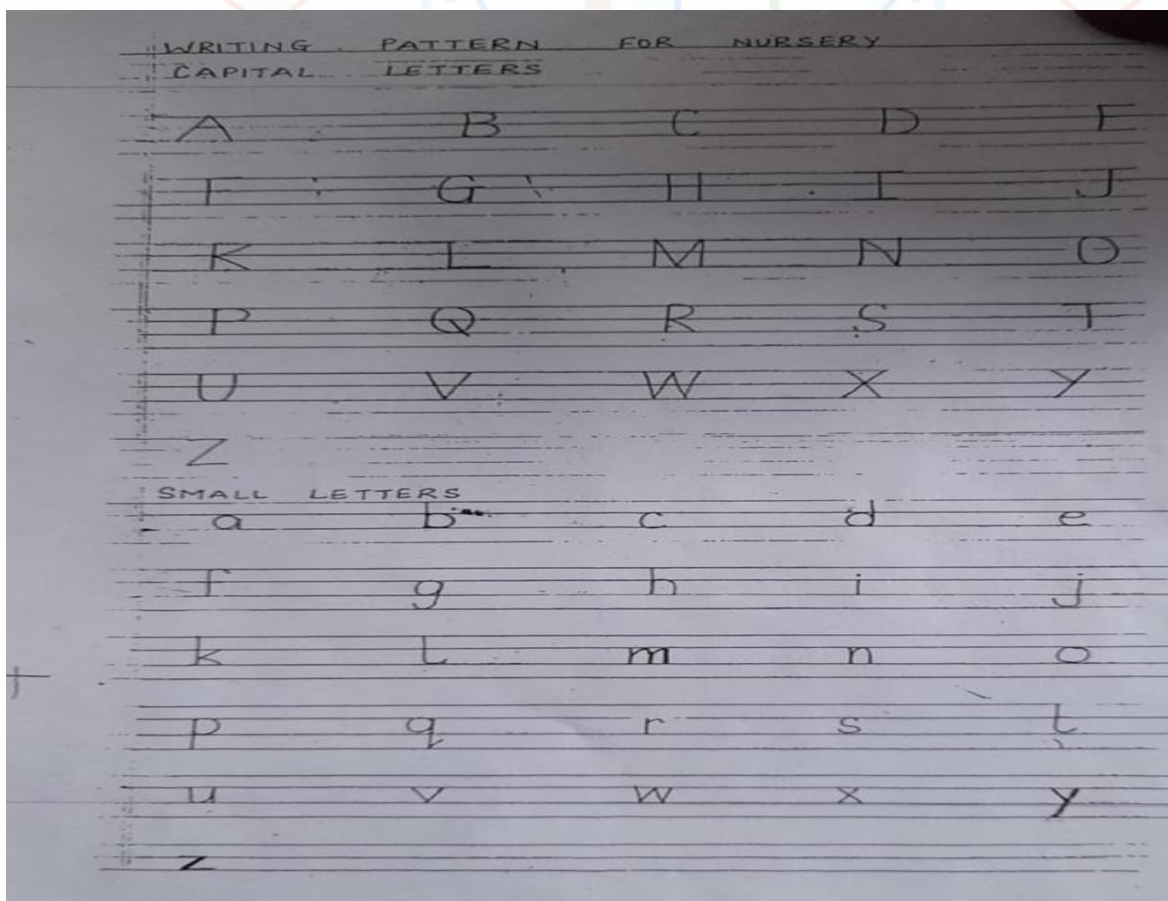 WRITING PATTERN FOR NURSERY
CAPITAL LETTERS
A B C D E
F G H I J
K L M N O
P Q R S T
U V W X Y
Z
SMALL LETTERS
a b c d e
f g h i j
k l m n o
p q r s t
u v w x y
z